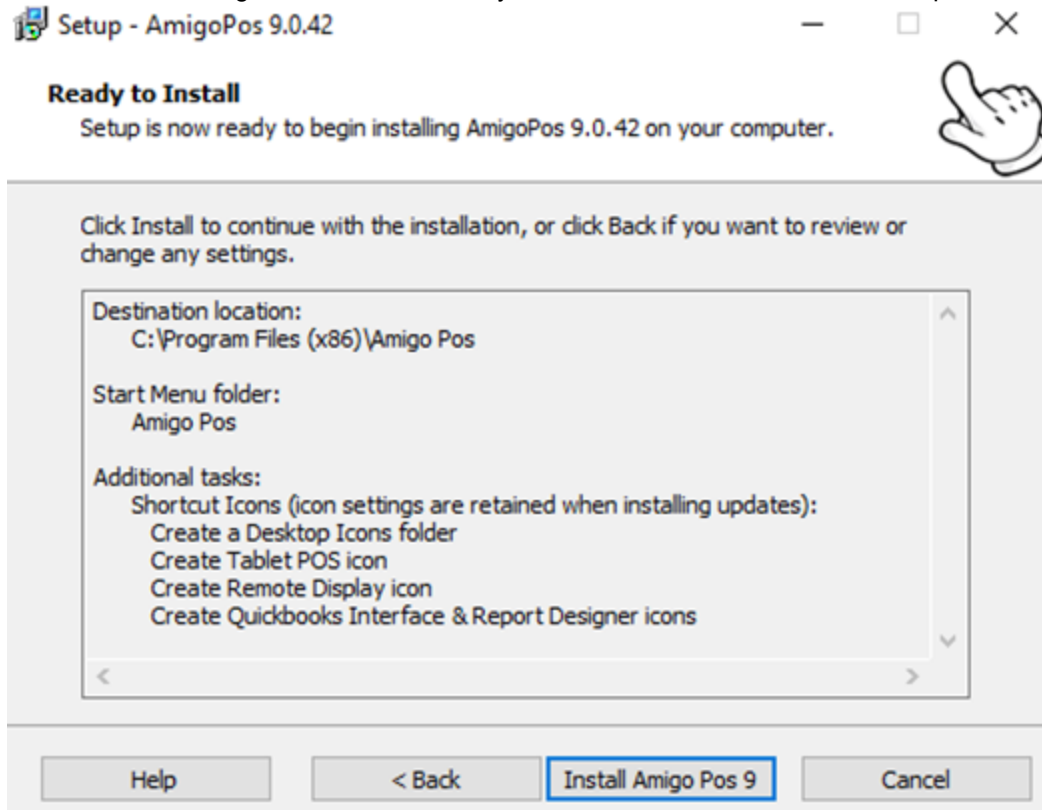 Setup - AmigoPos 9.0.42
Ready to Install
Setup is now ready to begin installing AmigoPos 9.0.42 on your computer.
Click Install to continue with the installation, or click Back if you want to review or
change any settings.
Destination location:
C:\Program Files (x86)\Amigo Pos
Start Menu folder:
Amigo Pos
Additional tasks:
Shortcut Icons (icon settings are retained when installing updates):
Create a Desktop Icons folder
Create Tablet POS icon
Create Remote Display icon
Create Quickbooks Interface & Report Designer icons
Help
< Back
Install Amigo Pos 9
Cancel